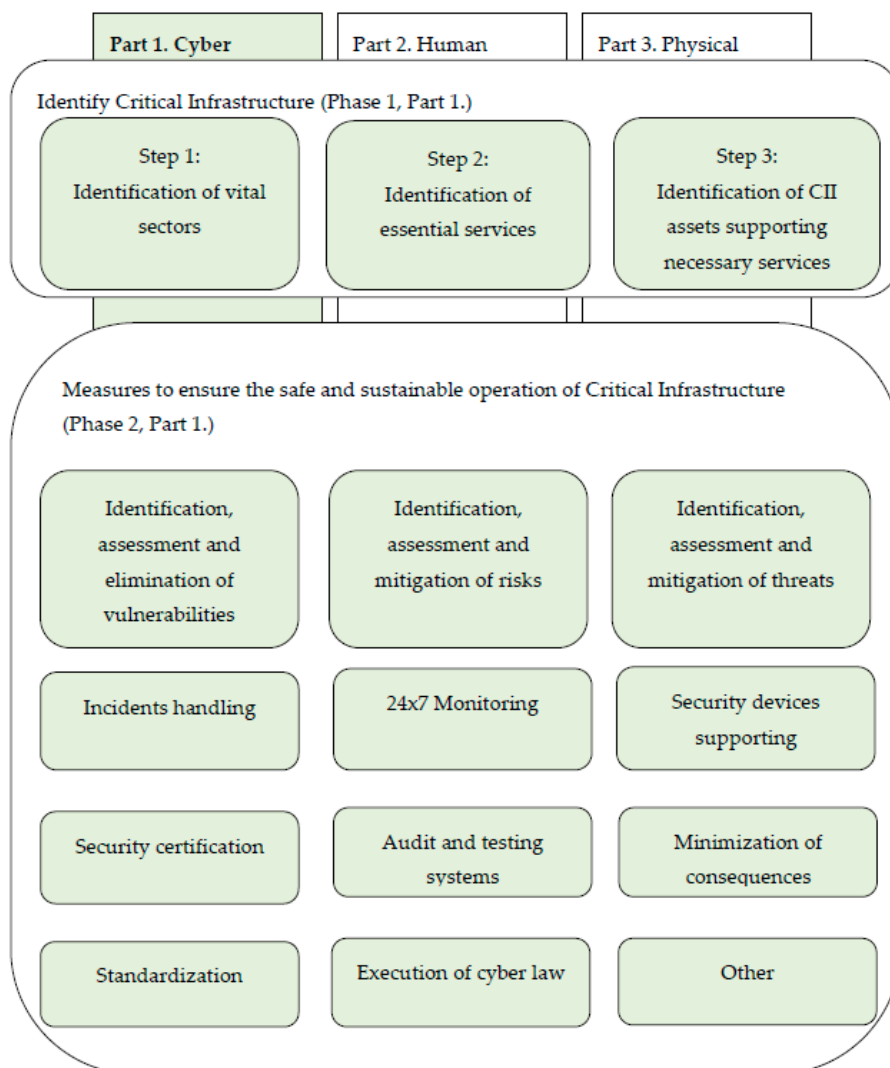 Part 1. Cyber
Part 2. Human
Part 3. Physical
Identify Critical Infrastructure (Phase 1, Part 1.)
Step 1:
Identification of vital
sectors
Step 2:
Identification of
essential services
Step 3:
Identification of CII
assets supporting
necessary services
Measures to ensure the safe and sustainable operation of Critical Infrastructure
(Phase 2, Part 1.)
Identification,
assessment and
elimination of
vulnerabilities
Identification,
assessment and
mitigation of risks
Identification,
assessment and
mitigation of threats
Incidents handling
24x7 Monitoring
Security devices
supporting
Security certification
Audit and testing
systems
Minimization of
consequences
Standardization
Execution of cyber law
Other